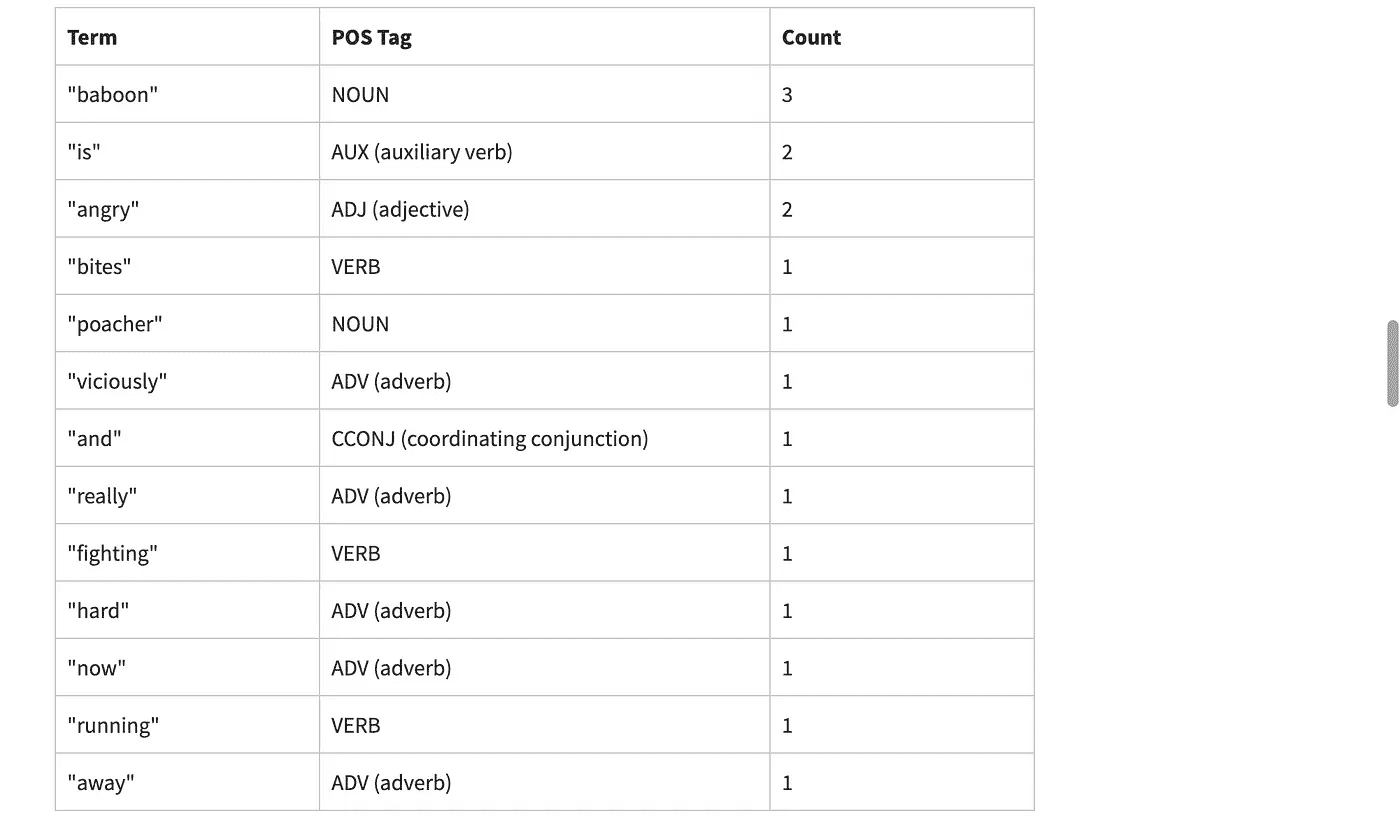 Term POS Tag Count
"baboon" NOUN 3
"is" AUX (auxiliary verb) 2
"angry" ADJ (adjective) 2
"bites" VERB 1
"poacher" NOUN 1
"viciously" ADV (adverb) 1
"and" CCONJ (coordinating conjunction) 1
"really" ADV (adverb) 1
"fighting" VERB 1
"hard" ADV (adverb) 1
"now" ADV (adverb) 1
"running" VERB 1
"away" ADV (adverb) 1